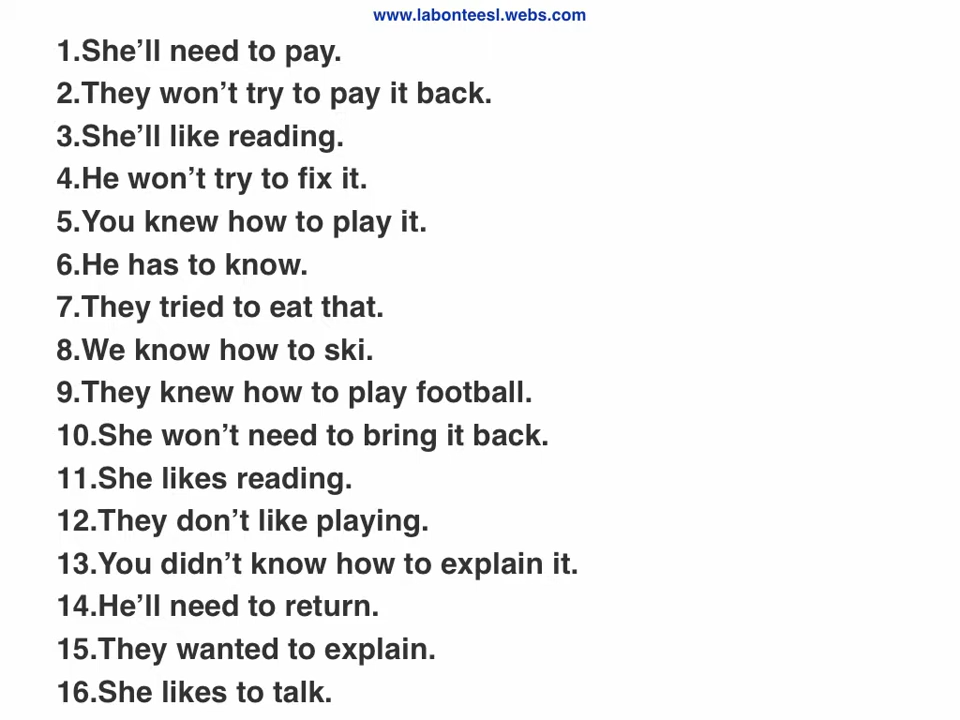 www.labonteesl.webs.com
1.She’ll need to pay.
2.They won’t try to pay it back.
3.She’ll like reading.
4.He won’t try to fix it.
5.You knew how to play it.
6.He has to know.
7.They tried to eat that.
8.We know how to ski.
9.They knew how to play football.
10.She won’t need to bring it back.
11.She likes reading.
12.They don’t like playing.
13.You didn’t know how to explain it.
14.He’ll need to return.
15.They wanted to explain.
16.She likes to talk.